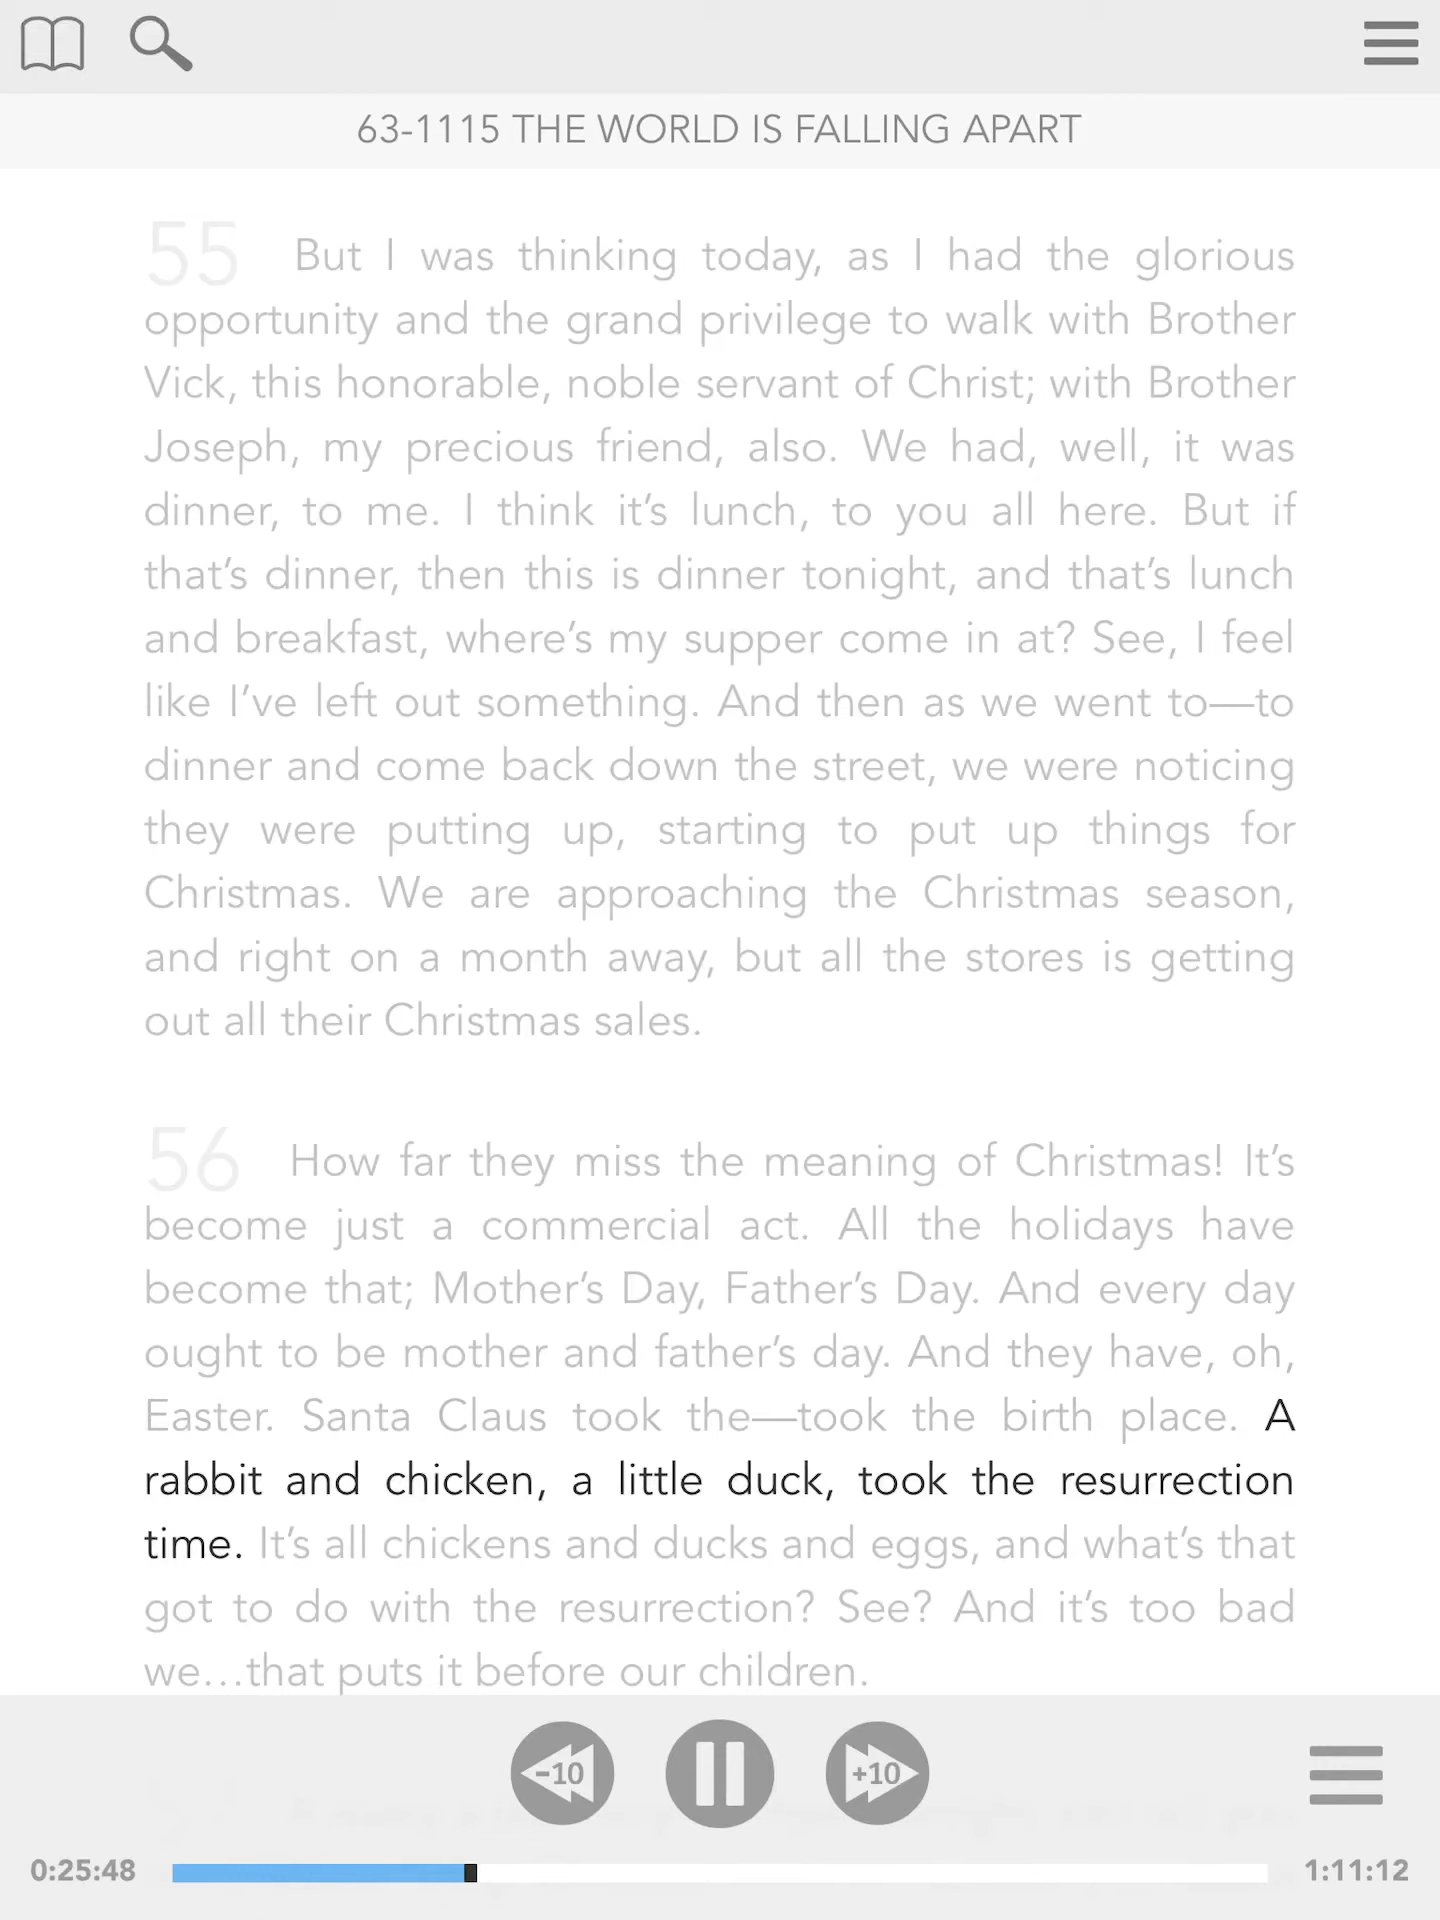 63-1115 THE WORLD IS FALLING APART
55 But I was thinking today, as I had the glorious
opportunity and the grand privilege to walk with Brother
Vick, this honorable, noble servant of Christ; with Brother
Joseph, my precious friend, also. We had, well, it was
dinner, to me. I think it’s lunch, to you all here. But if
that’s dinner, then this is dinner tonight, and that’s lunch
and breakfast, where’s my supper come in at? See, I feel
like I’ve left out something. And then as we went to—to
dinner and come back down the street, we were noticing
they were putting up, starting to put up things for
Christmas. We are approaching the Christmas season,
and right on a month away, but all the stores is getting
out all their Christmas sales.
56 How far they miss the meaning of Christmas! It’s
become just a commercial act. All the holidays have
become that; Mother’s Day, Father’s Day. And every day
ought to be mother and father’s day. And they have, oh,
Easter. Santa Claus took the—took the birth place. A
rabbit and chicken, a little duck, took the resurrection
time. It’s all chickens and ducks and eggs, and what’s that
got to do with the resurrection? See? And it’s too bad
we…that puts it before our children.
-10 +10
0:25:48 1:11:12